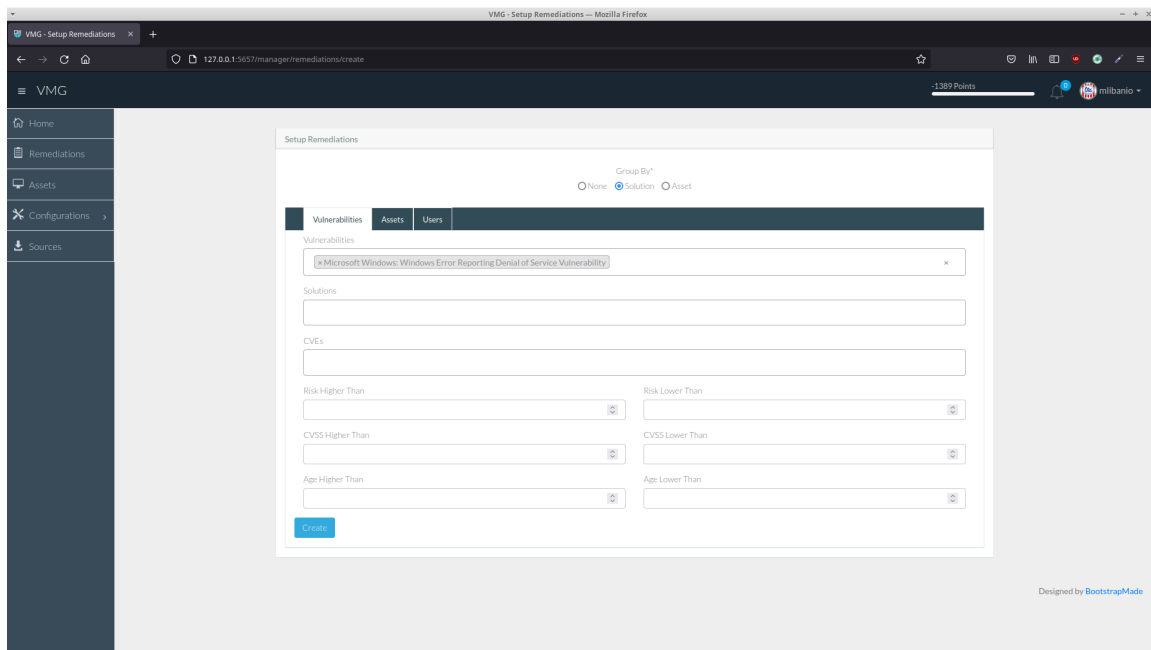 VMG - Setup Remediations — Mozilla Firefox
VMG - Setup Remediations × +
127.0.0.1:5657/manager/remediations/create
VMG
-1389 Points
0
mlibanio
Home
Remediations
Assets
Configurations
Sources
Setup Remediations
Group By*
None Solution Asset
Vulnerabilities Assets Users
Vulnerabilities
×Microsoft Windows: Windows Error Reporting Denial of Service Vulnerability ×
Solutions
CVEs
Risk Higher Than Risk Lower Than
CVSS Higher Than CVSS Lower Than
Age Higher Than Age Lower Than
Create
Designed by BootstrapMade